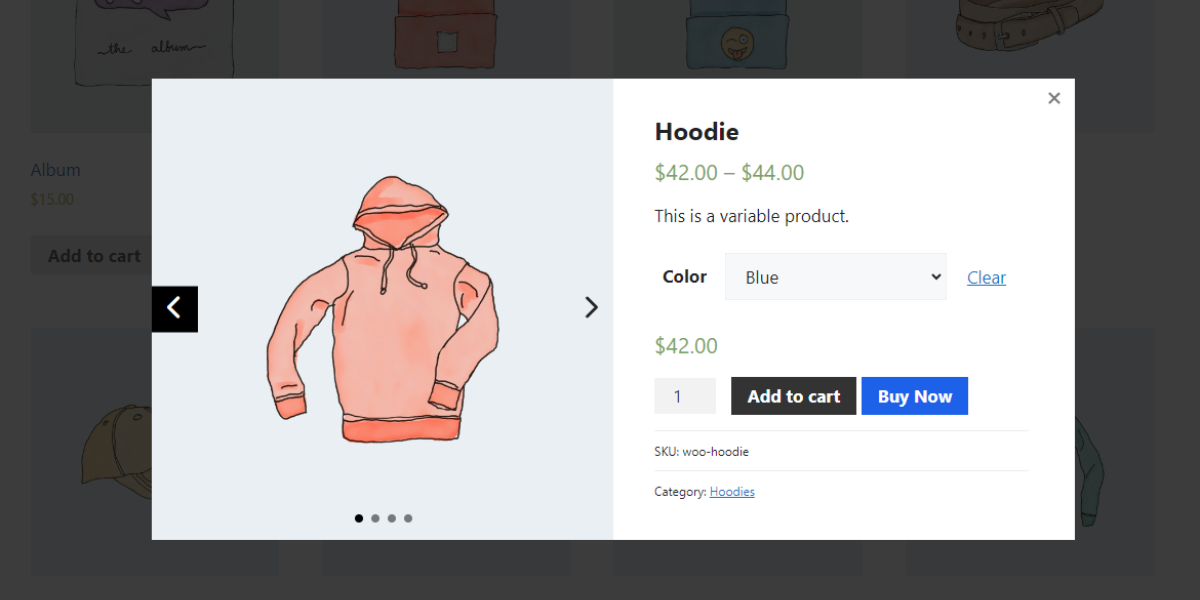 ~the album~
Album
$15.00
Add to cart
Hoodie
$42.00 – $44.00
This is a variable product.
Color Blue Clear
$42.00
1 Add to cart Buy Now
SKU: woo-hoodie
Category: Hoodies